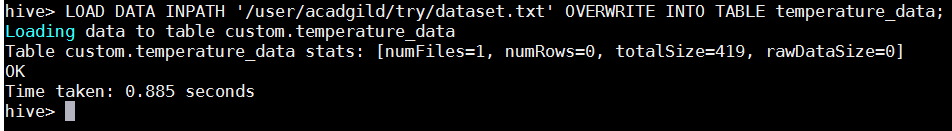 hive> LOAD DATA INPATH '/user/acadgild/try/dataset.txt' OVERWRITE INTO TABLE temperature_data;
Loading data to table custom.temperature_data
Table custom.temperature_data stats: [numFiles=1, numRows=0, totalSize=419, rawDataSize=0]
OK
Time taken: 0.885 seconds
hive>